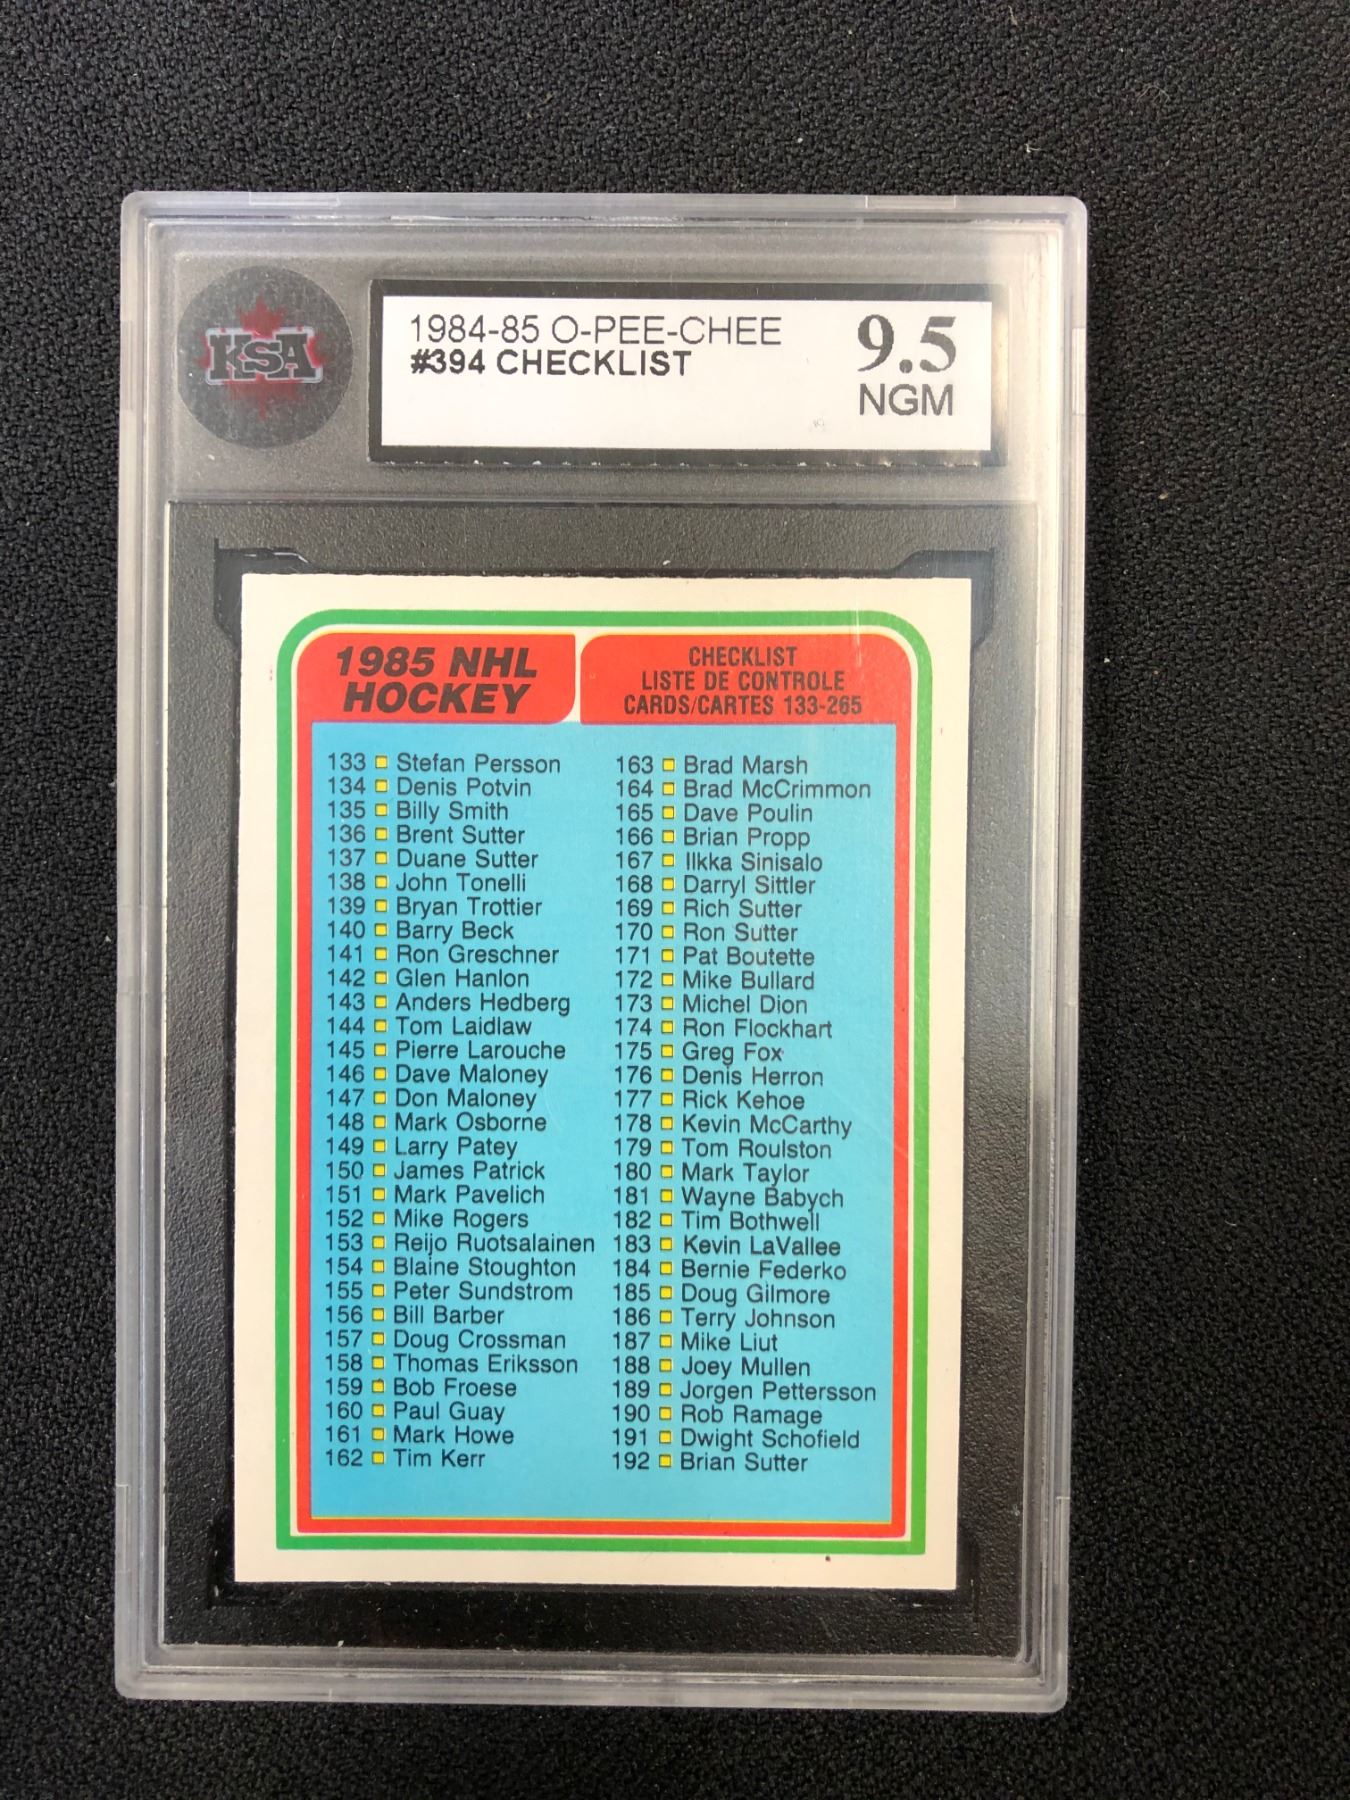 KSA
1984-85 O-PEE-CHEE
#394 CHECKLIST
9.5
NGM
1985 NHL
HOCKEY
CHECKLIST
LISTE DE CONTROLE
CARDS/CARTES 133-265
133 Stefan Persson
134 Denis Potvin
135 Billy Smith
136 Brent Sutter
137 Duane Sutter
138 John Tonelli
139 Bryan Trottier
140 Barry Beck
141 Ron Greschner
142 Glen Hanlon
143 Anders Hedberg
144 Tom Laidlaw
145 Pierre Larouche
146 Dave Maloney
147 Don Maloney
148 Mark Osborne
149 Larry Patey
150 James Patrick
151 Mark Pavelich
152 Mike Rogers
153 Reijo Ruotsalainen
154 Blaine Stoughton
155 Peter Sundstrom
156 Bill Barber
157 Doug Crossman
158 Thomas Eriksson
159 Bob Froese
160 Paul Guay
161 Mark Howe
162 Tim Kerr
163 Brad Marsh
164 Brad McCrimmon
165 Dave Poulin
166 Brian Propp
167 Ilkka Sinisalo
168 Darryl Sittler
169 Rich Sutter
170 Ron Sutter
171 Pat Boutette
172 Mike Bullard
173 Michel Dion
174 Ron Flockhart
175 Greg Fox
176 Denis Herron
177 Rick Kehoe
178 Kevin McCarthy
179 Tom Roulston
180 Mark Taylor
181 Wayne Babych
182 Tim Bothwell
183 Kevin LaVallee
184 Bernie Federko
185 Doug Gilmore
186 Terry Johnson
187 Mike Liut
188 Joey Mullen
189 Jorgen Pettersson
190 Rob Ramage
191 Dwight Schofield
192 Brian Sutter